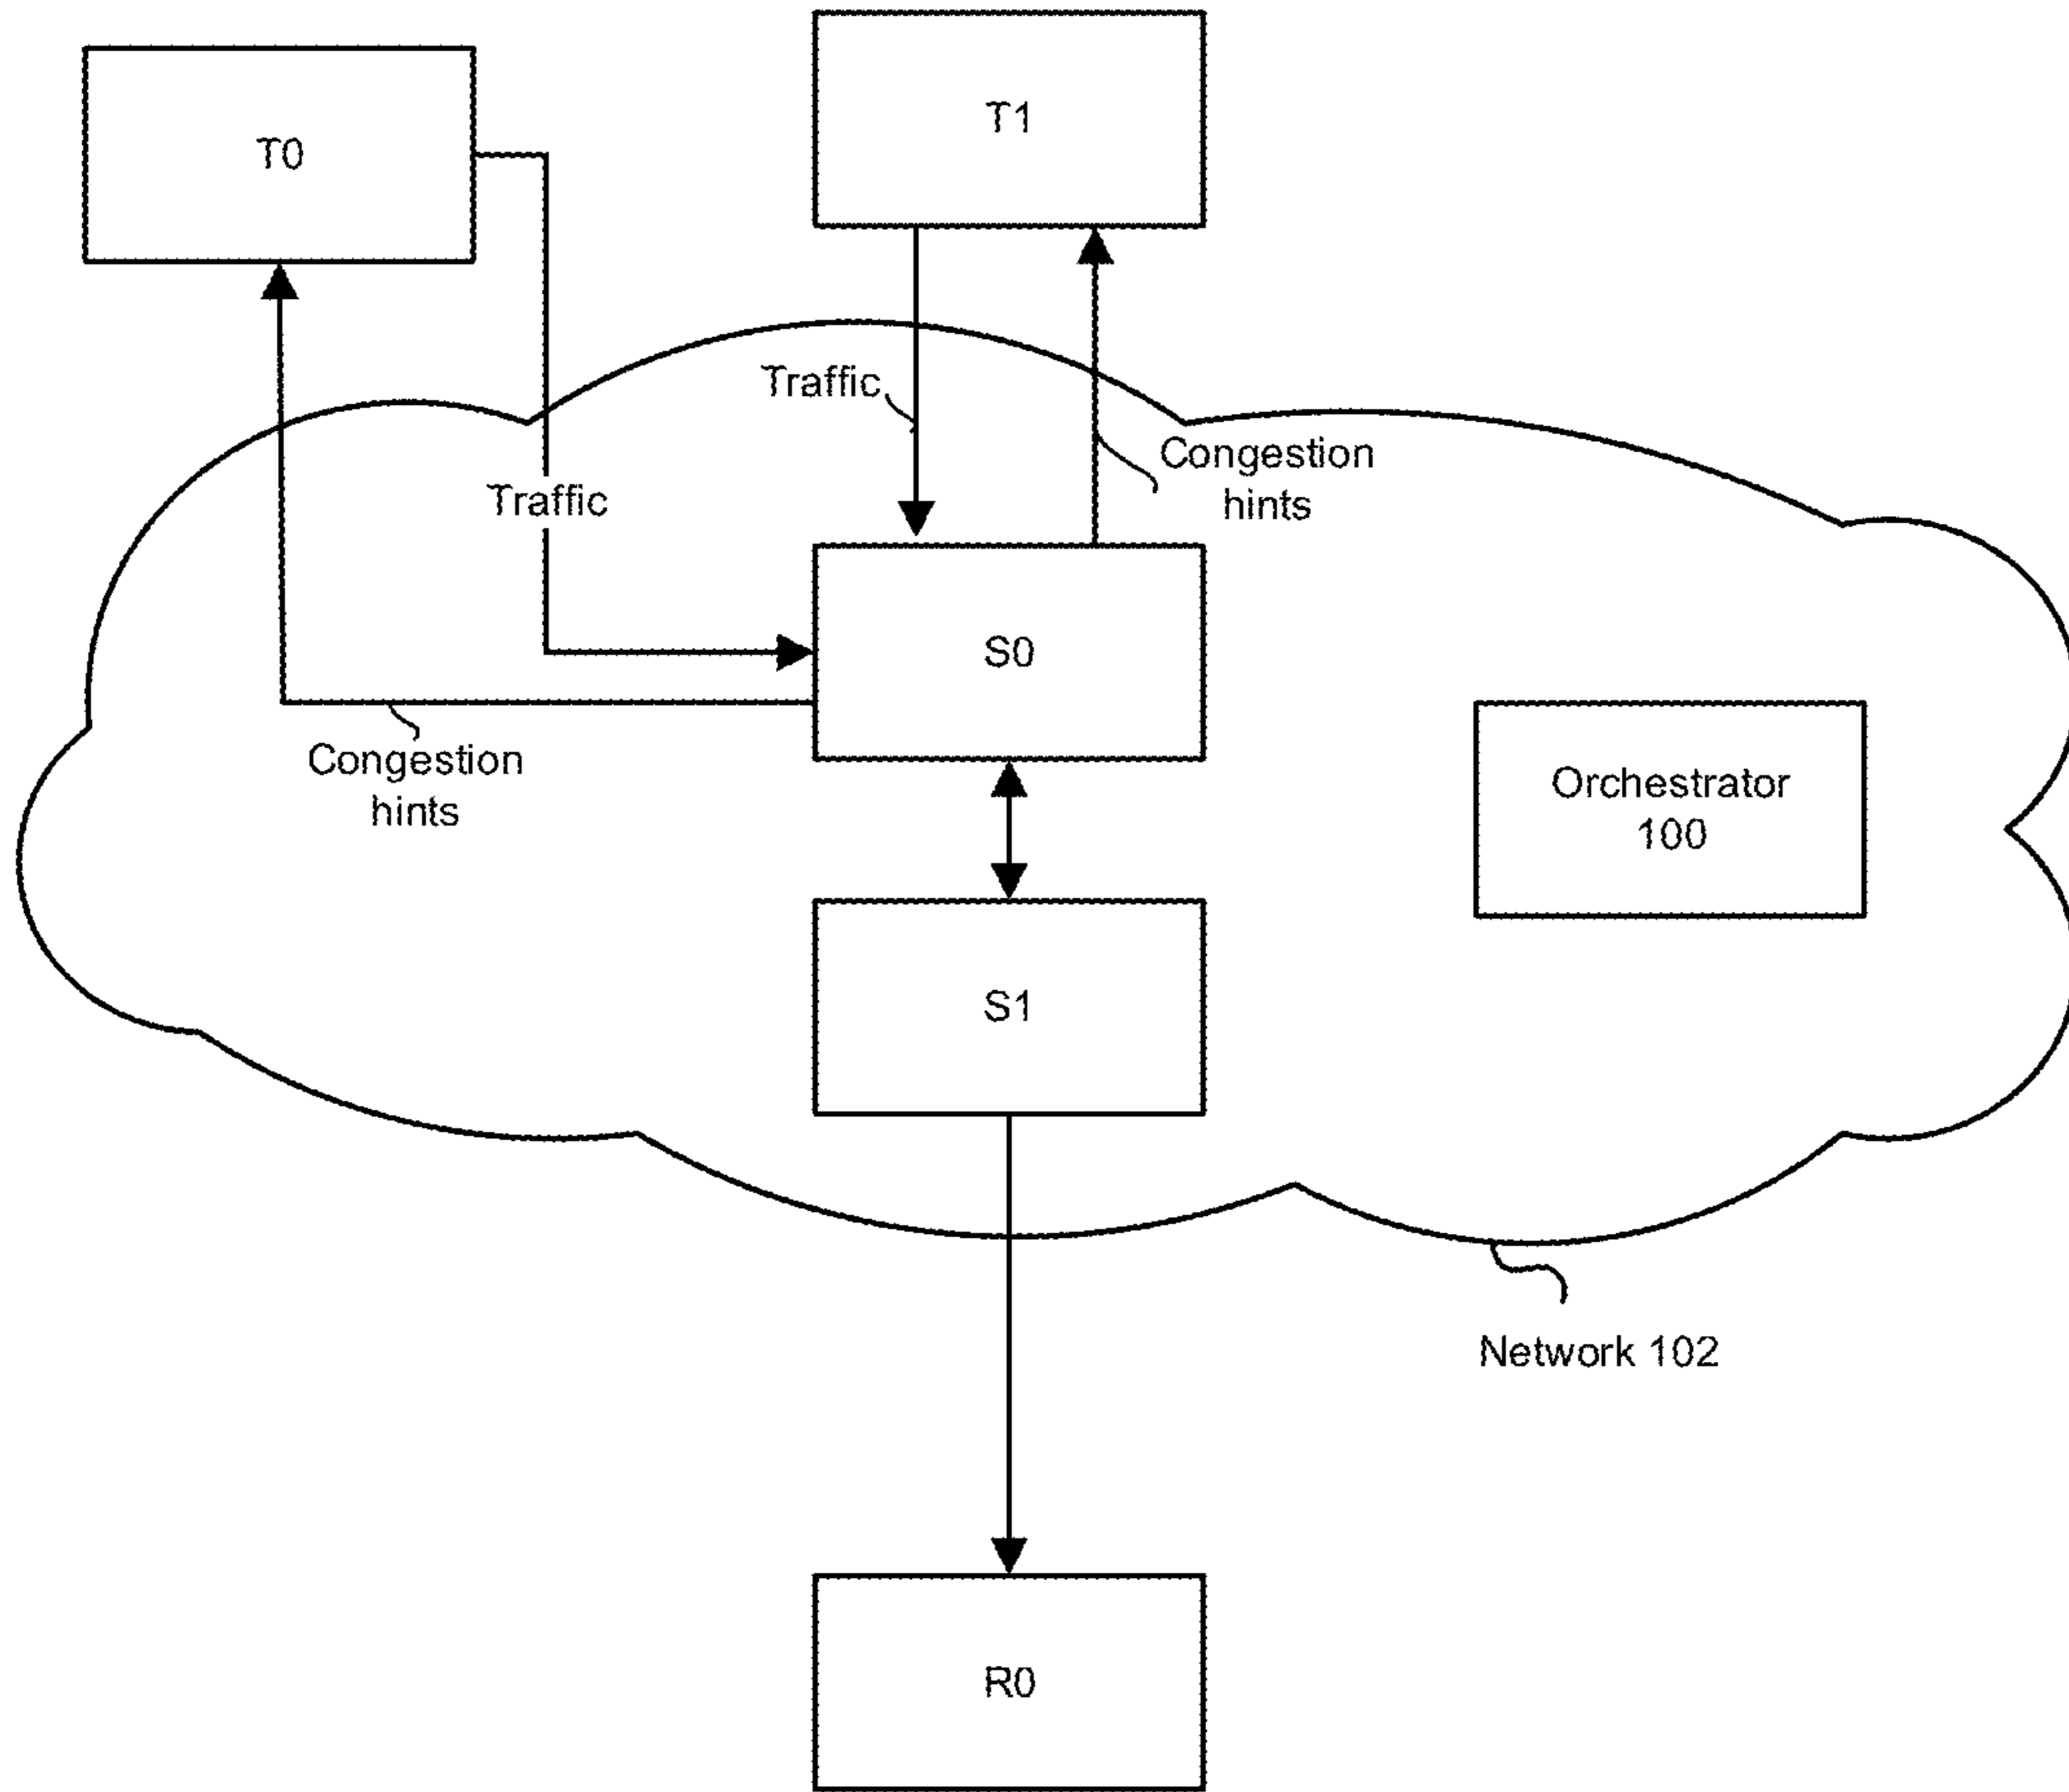 T1
T0
Traffic
Congestion
hints
Traffic
S0
Congestion
hints
Orchestrator
100
S1
Network 102
R0